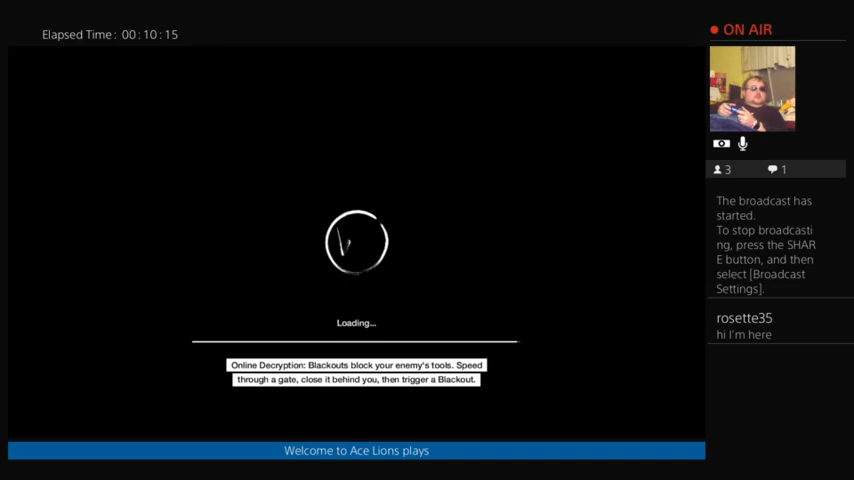 Elapsed Time: 00:10:15
ON AIR
3 1
The broadcast has
started.
To stop broadcasti
ng, press the SHAR
E button, and then
select [Broadcast
Settings].
rosette35
hi I'm here
Loading...
Online Decryption: Blackouts block your enemy's tools. Speed
through a gate, close it behind you, then trigger a Blackout.
Welcome to Ace Lions plays